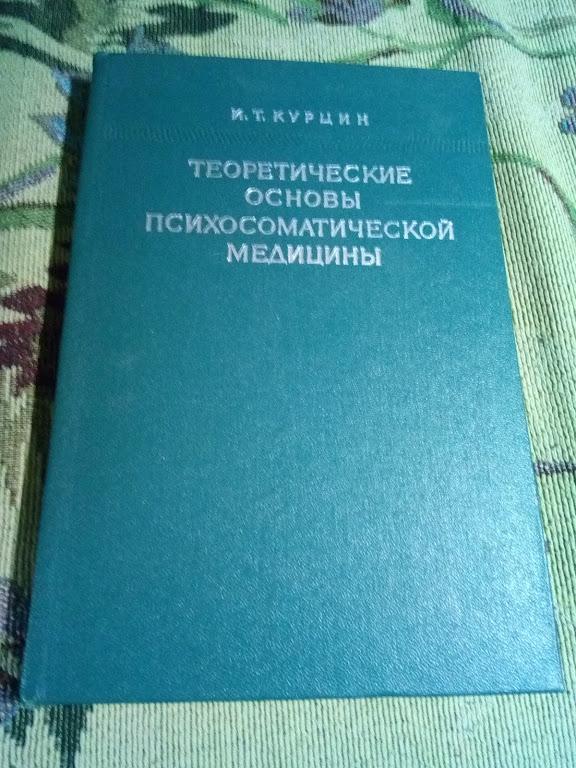 И.Т.КУРЦИН
ТЕОРЕТИЧЕСКИЕ
ОСНОВЫ
ПСИХОСОМАТИЧЕСКОЙ
МЕДИЦИНЫ